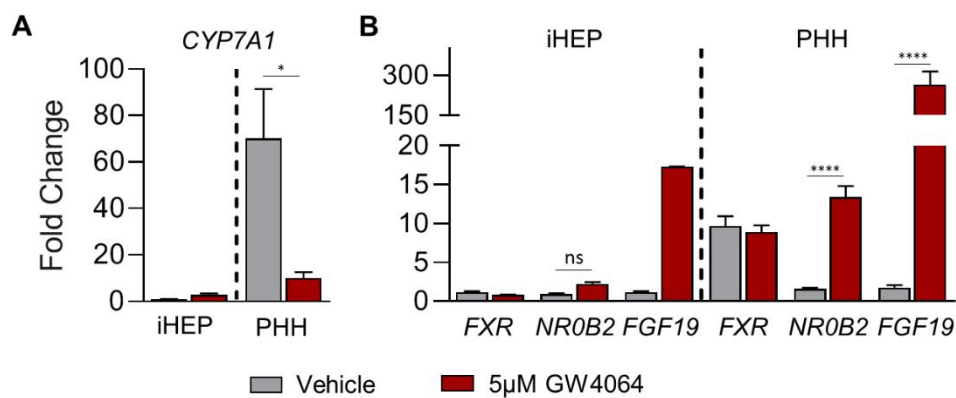 A
CYP7A1
Fold Change
100
80
60
40
20
0
*
iHEP
PHH
B
iHEP
PHH
300
150
20
15
10
5
0
ns
****
****
FXR
NR0B2
FGF19
FXR
NR0B2
FGF19
Vehicle
5µM GW4064